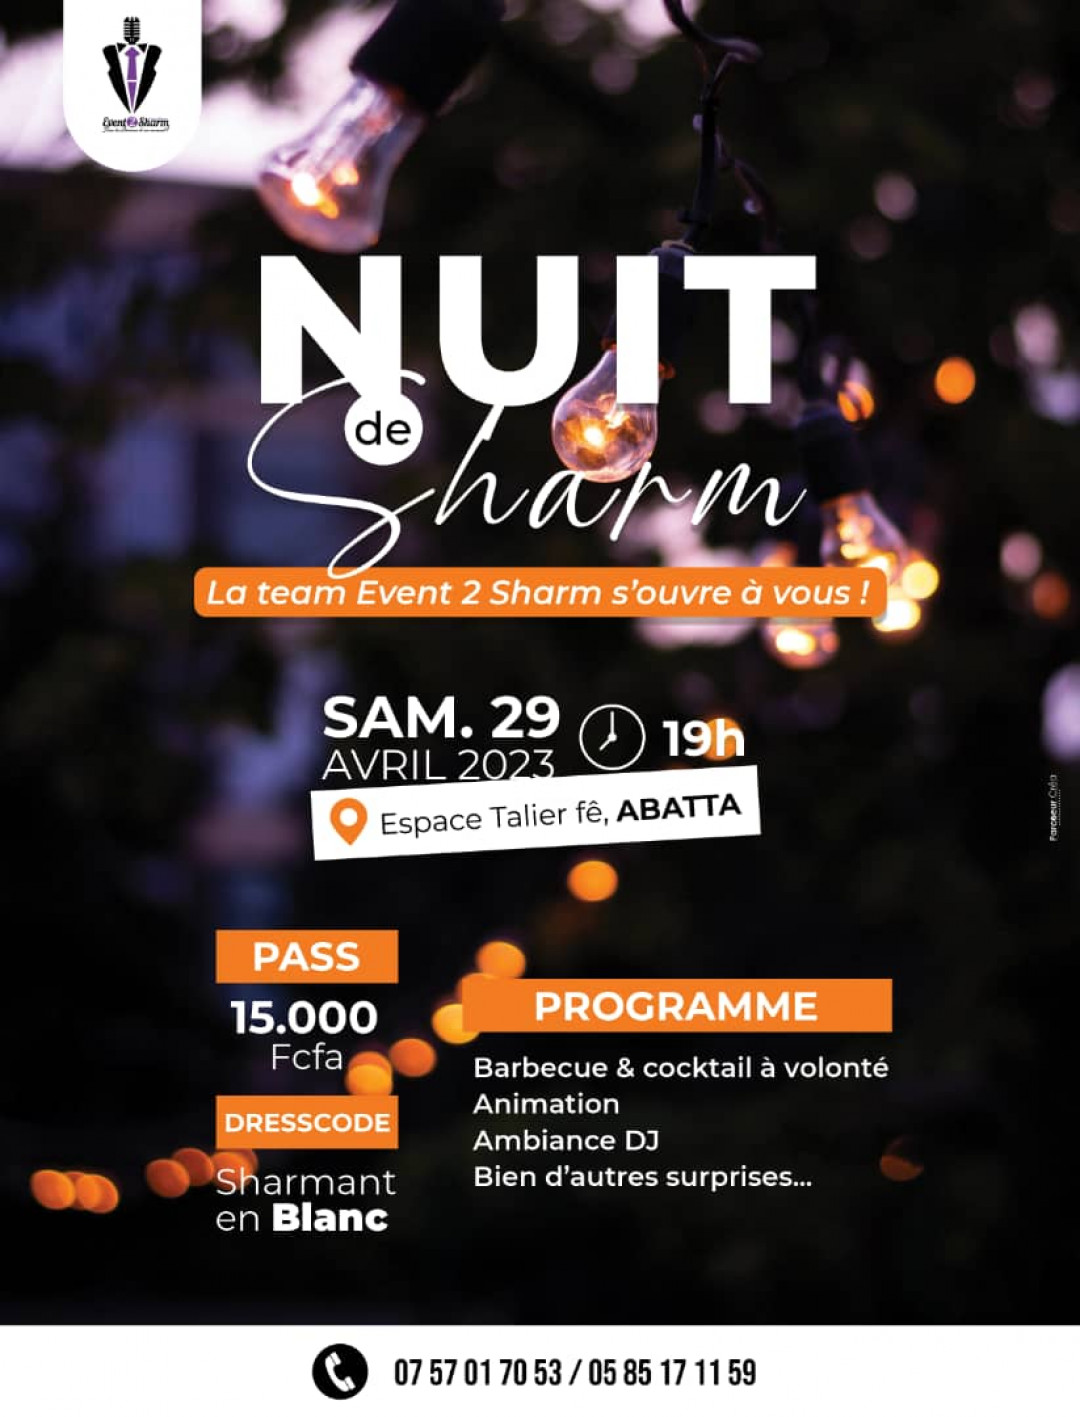 Event 2 Sharm
NUIT
de
Sharm
La team Event 2 Sharm s’ouvre à vous !
SAM. 29
AVRIL 2023
19h
Espace Talier fê, ABATTA
Parcoeur Créa
PASS
15.000
Fcfa
DRESSCODE
Sharmant
en Blanc
PROGRAMME
Barbecue & cocktail à volonté
Animation
Ambiance DJ
Bien d’autres surprises...
07 57 01 70 53 / 05 85 17 11 59